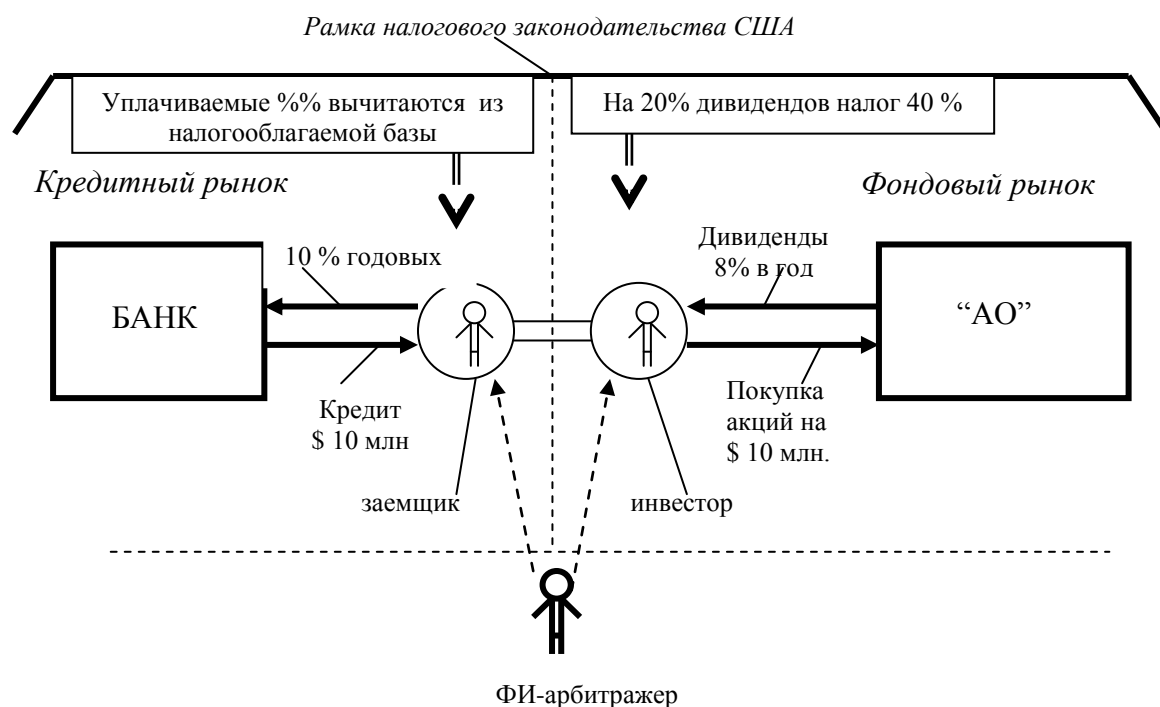 Рамка налогового законодательства США
Уплачиваемые %% вычитаются из
налогооблагаемой базы
На 20% дивидендов налог 40 %
Кредитный рынок
Фондовый рынок
БАНК
10 % годовых
Кредит
$ 10 млн
заемщик
Дивиденды
8% в год
“АО”
Покупка
акций на
$ 10 млн.
инвестор
ФИ-арбитражер